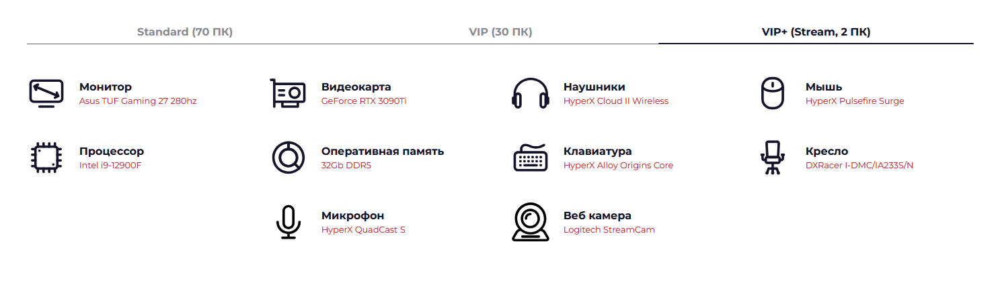 Standard (70 ПК)
VIP (30 ПК)
VIP+ (Stream, 2 ПК)
Монитор
Asus TUF Gaming 27 280hz
Видеокарта
GeForce RTX 3090Ti
Наушники
HyperX Cloud II Wireless
Мышь
HyperX Pulsefire Surge
Процессор
Intel i9-12900F
Оперативная память
32Gb DDR5
Клавиатура
HyperX Alloy Origins Core
Кресло
DXRacer I-DMC/IA233S/N
Микрофон
HyperX QuadCast S
Веб камера
Logitech StreamCam